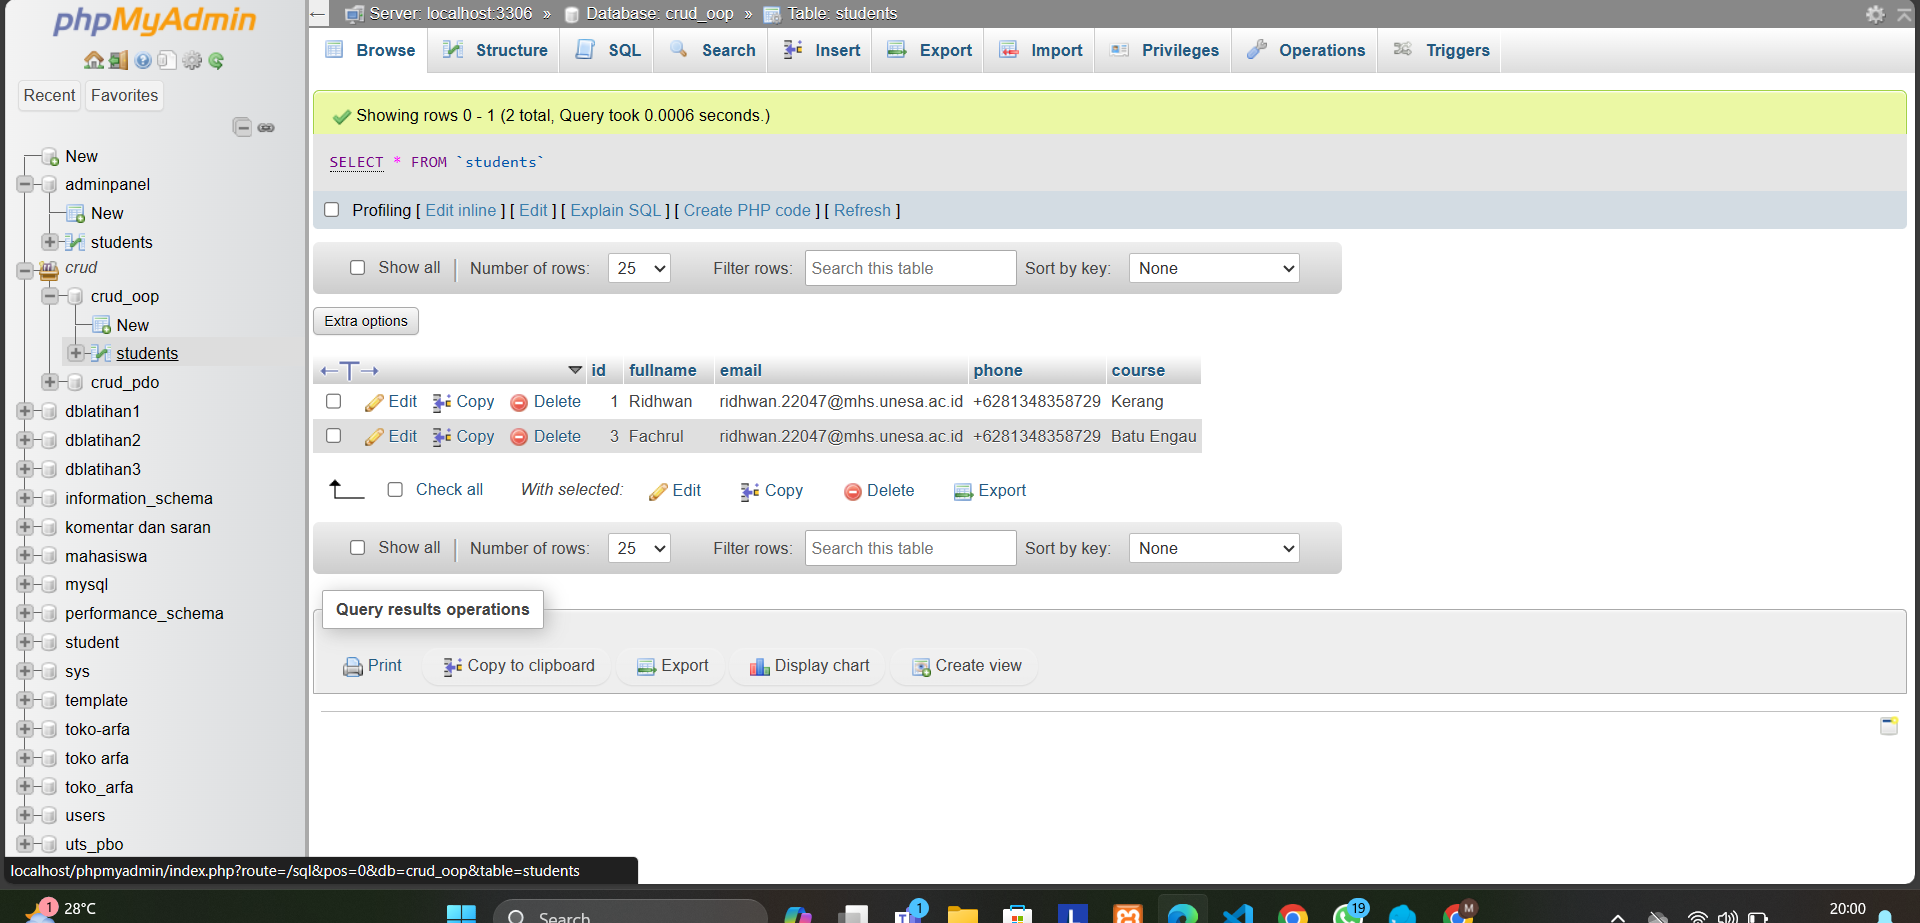 phpMyAdmin
Recent Favorites
New
adminpanel
New
students
crud
crud_oop
New
students
crud_pdo
dblatihan1
dblatihan2
dblatihan3
information_schema
komentar dan saran
mahasiswa
mysql
performance_schema
student
sys
template
toko-arfa
toko arfa
toko_arfa
users
uts_pbo
localhost/phpmyadmin/index.php?route=/sql&pos=0&db=crud_oop&table=students
← Server: localhost:3306 » Database: crud_oop » Table: students
Browse Structure SQL Search Insert Export Import Privileges Operations Triggers
Showing rows 0 - 1 (2 total, Query took 0.0006 seconds.)
SELECT * FROM `students`
Profiling [ Edit inline ] [ Edit ] [ Explain SQL ] [ Create PHP code ] [ Refresh ]
Show all | Number of rows: 25 Filter rows: Search this table Sort by key: None
Extra options
←T→ id fullname email phone course
Edit Copy Delete 1 Ridhwan ridhwan.22047@mhs.unesa.ac.id +6281348358729 Kerang
Edit Copy Delete 3 Fachrul ridhwan.22047@mhs.unesa.ac.id +6281348358729 Batu Engau
Check all With selected: Edit Copy Delete Export
Show all | Number of rows: 25 Filter rows: Search this table Sort by key: None
Query results operations
Print Copy to clipboard Export Display chart Create view
1 28°C Search 1 L 19 M 20:00